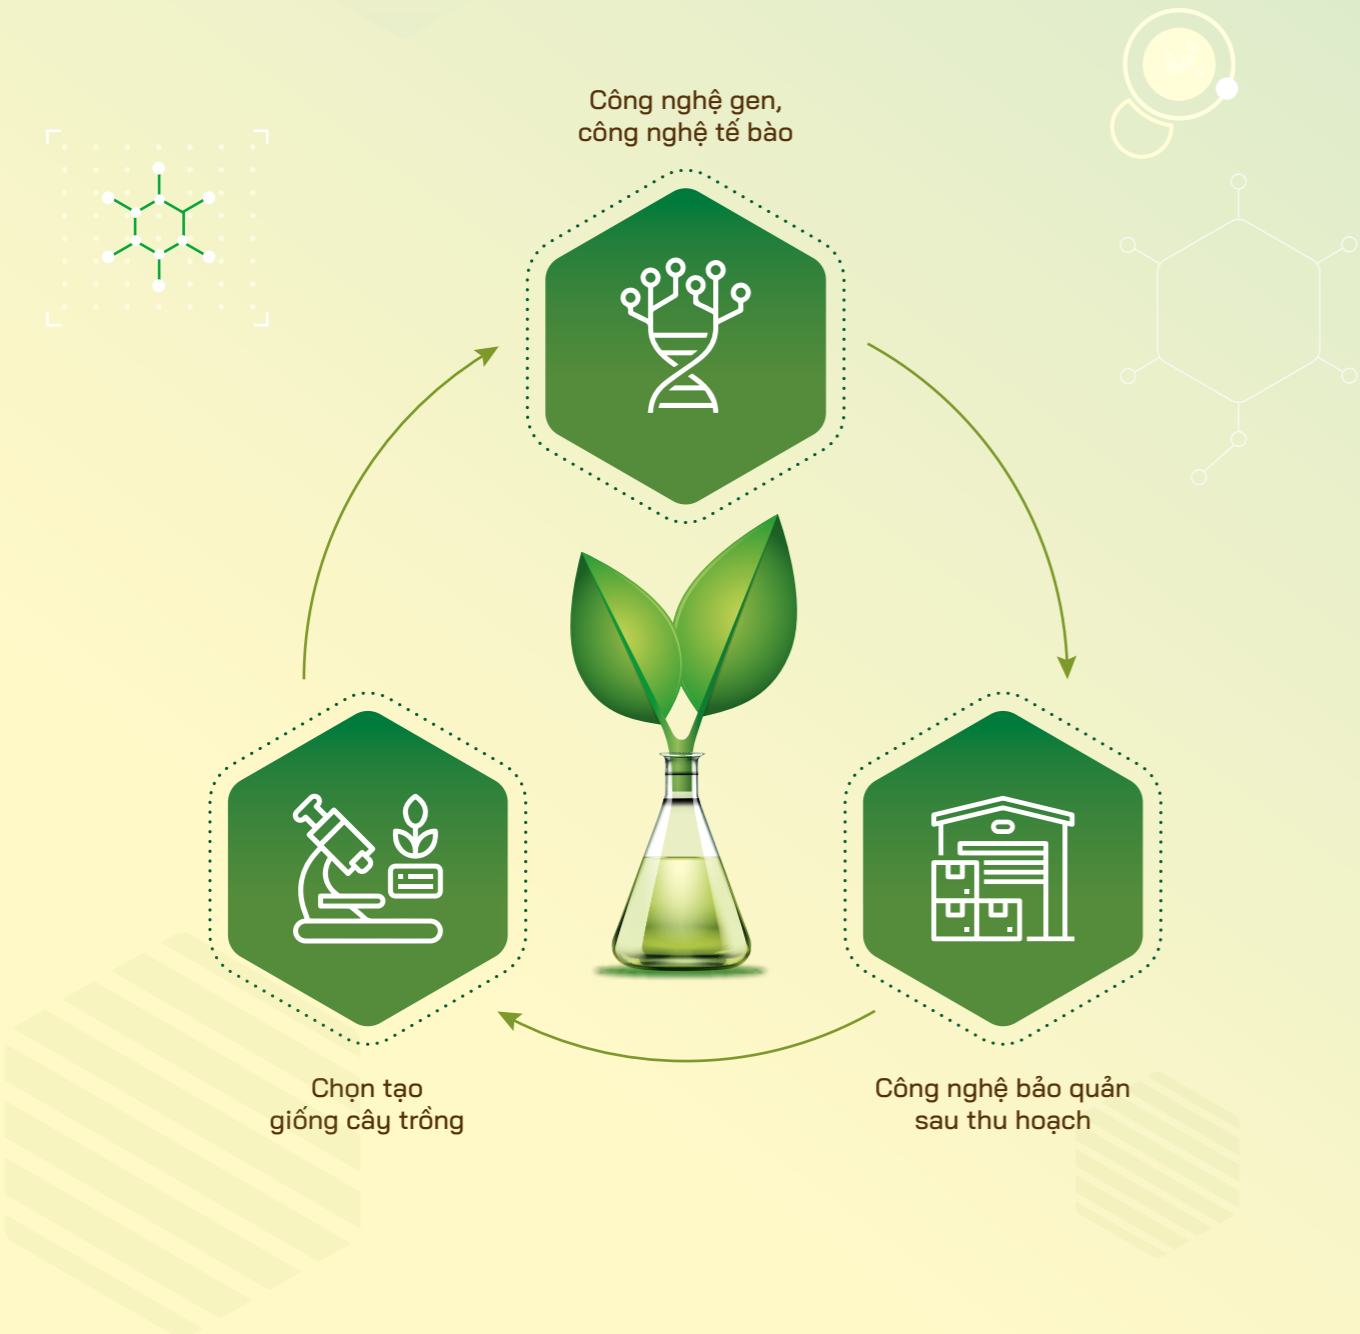 Công nghệ gen,
công nghệ tế bào
Chọn tạo
giống cây trồng
Công nghệ bảo quản
sau thu hoạch